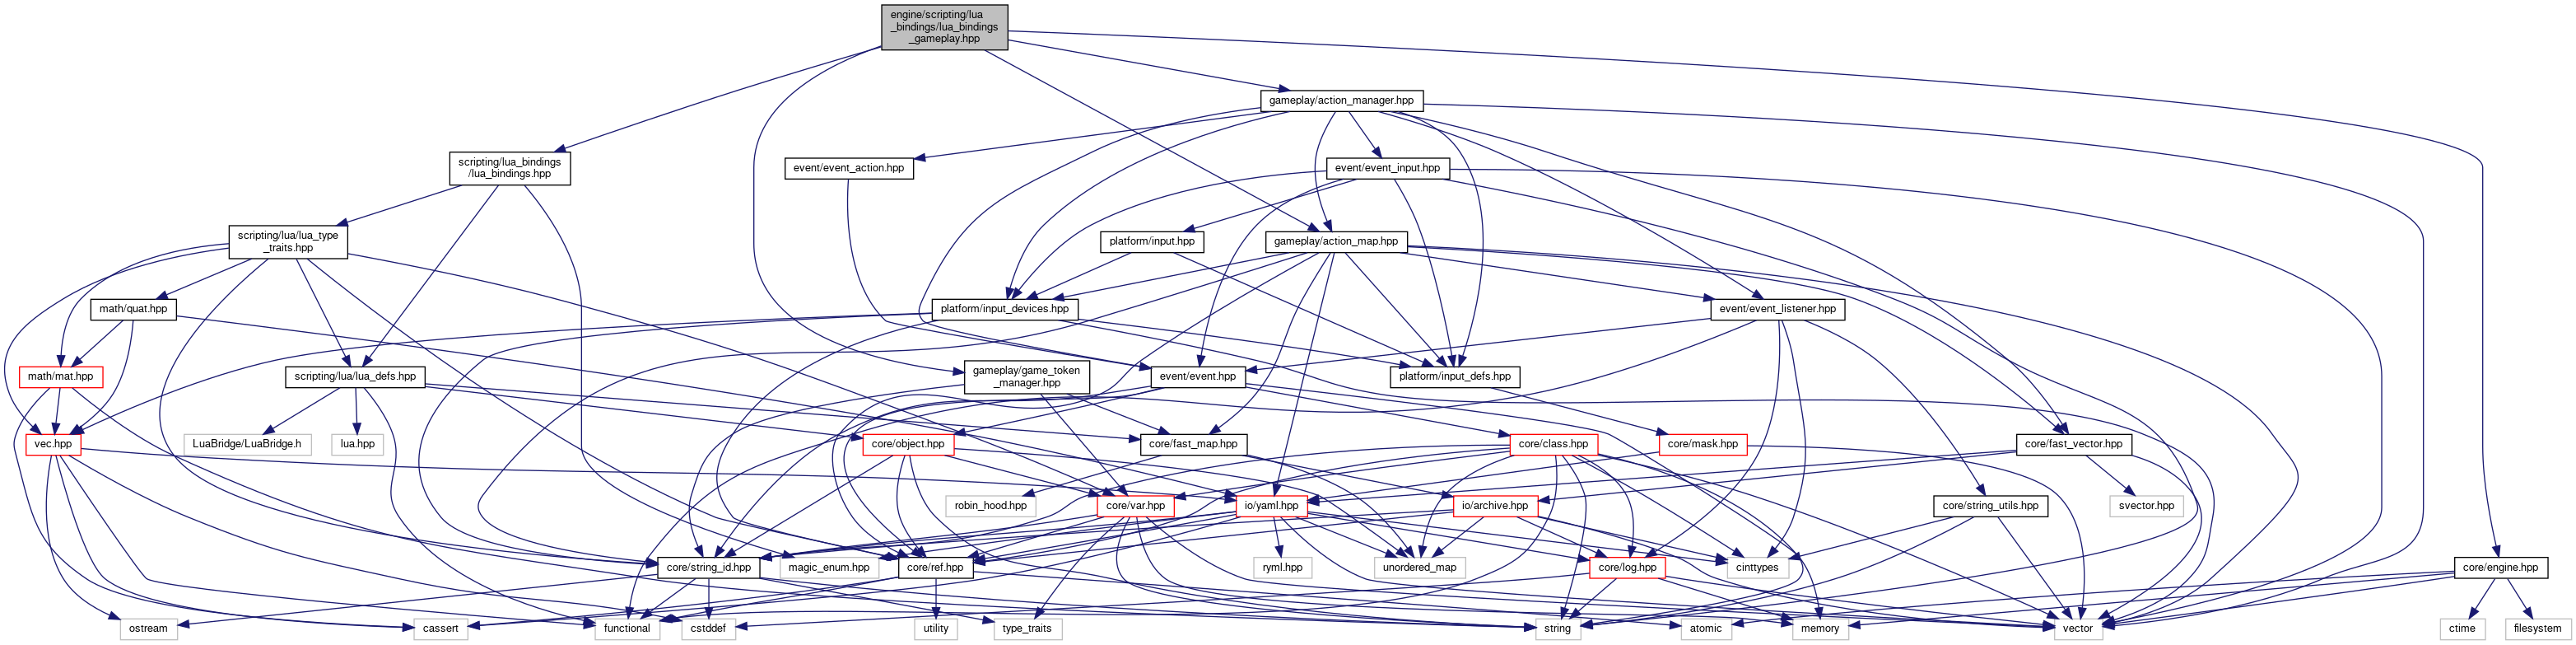 engine/scripting/lua
_bindings/lua_bindings
_gameplay.hpp
gameplay/action_manager.hpp
scripting/lua_bindings
/lua_bindings.hpp
event/event_action.hpp
event/event_input.hpp
scripting/lua/lua_type
_traits.hpp
platform/input.hpp
gameplay/action_map.hpp
math/quat.hpp
platform/input_devices.hpp
event/event_listener.hpp
math/mat.hpp
scripting/lua/lua_defs.hpp
gameplay/game_token
_manager.hpp
event/event.hpp
platform/input_defs.hpp
vec.hpp
LuaBridge/LuaBridge.h
lua.hpp
core/object.hpp
core/fast_map.hpp
core/class.hpp
core/mask.hpp
core/fast_vector.hpp
robin_hood.hpp
core/var.hpp
io/yaml.hpp
io/archive.hpp
core/string_utils.hpp
svector.hpp
core/string_id.hpp
magic_enum.hpp
core/ref.hpp
ryml.hpp
unordered_map
core/log.hpp
cinttypes
core/engine.hpp
ostream
cassert
functional
cstddef
utility
type_traits
string
atomic
memory
vector
ctime
filesystem